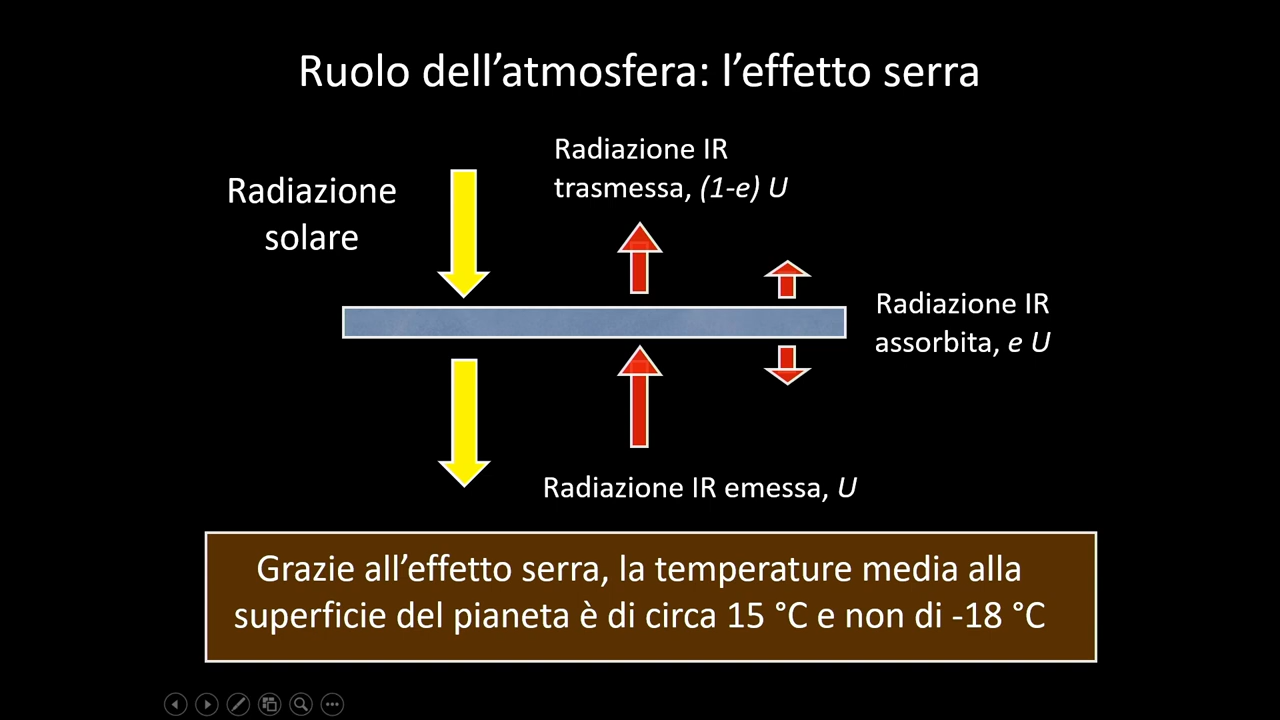 Ruolo dell’atmosfera: l’effetto serra
Radiazione
solare
Radiazione IR
trasmessa, (1-e) U
Radiazione IR
assorbita, e U
Radiazione IR emessa, U
Grazie all’effetto serra, la temperature media alla
superficie del pianeta è di circa 15 °C e non di -18 °C